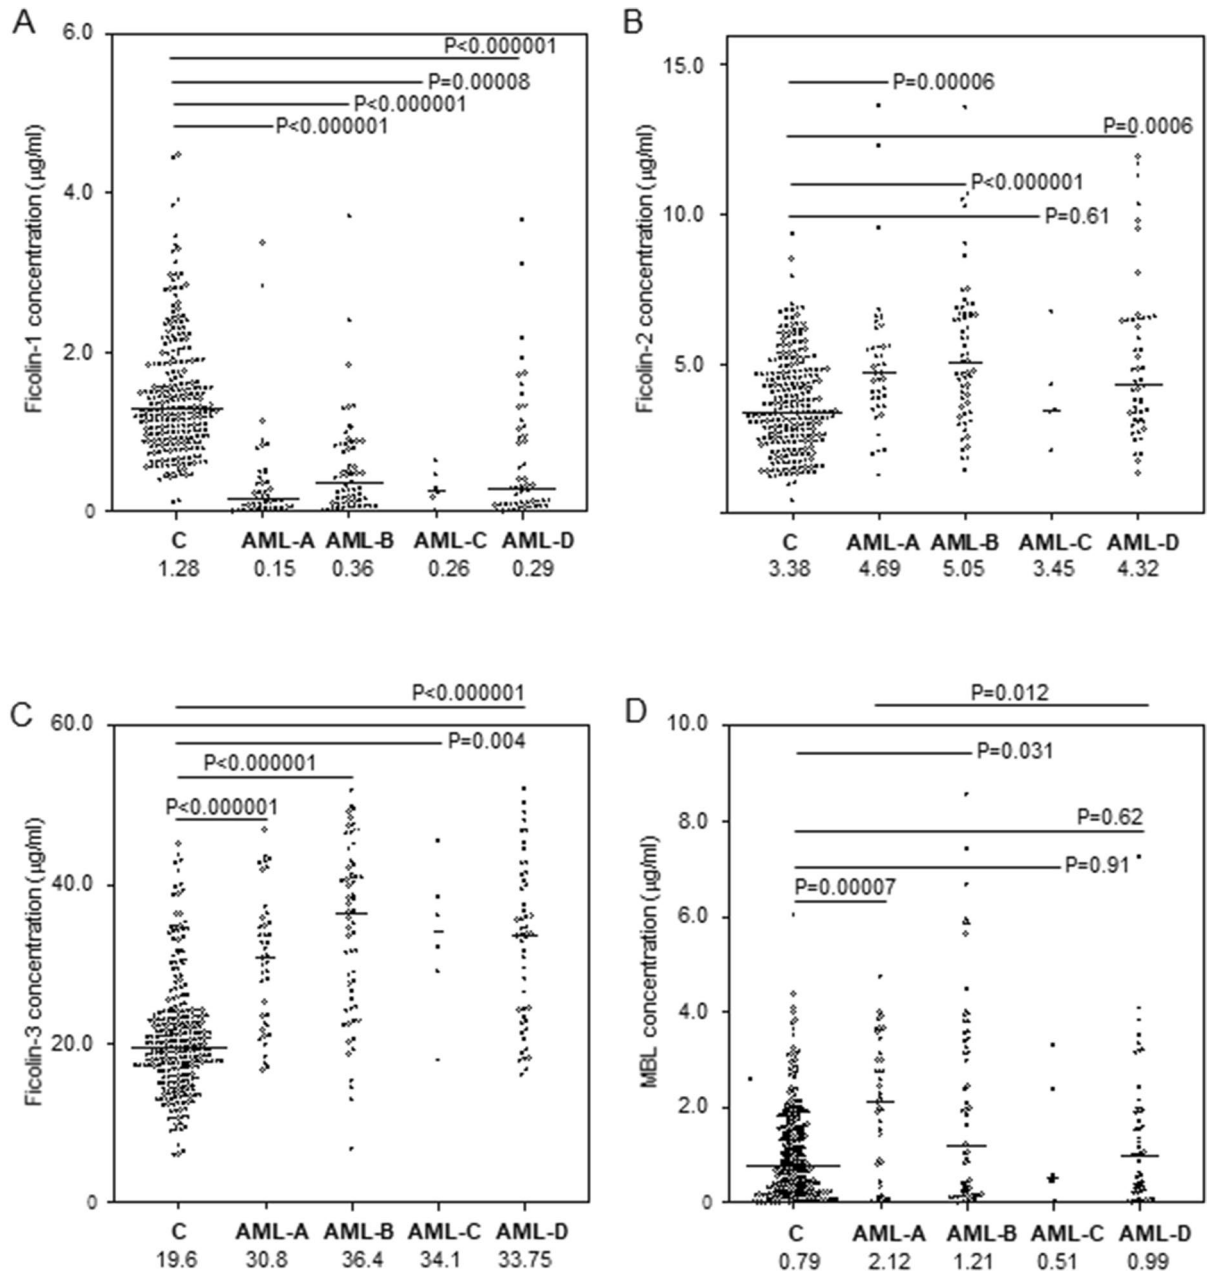 A
Ficolin-1 concentration (µg/ml)
6.0
4.0
2.0
0
P<0.000001
P=0.00008
P<0.000001
P<0.000001
C AML-A AML-B AML-C AML-D
1.28 0.15 0.36 0.26 0.29
B
Ficolin-2 concentration (µg/ml)
15.0
10.0
5.0
P=0.00006
P=0.0006
P<0.000001
P=0.61
C AML-A AML-B AML-C AML-D
3.38 4.69 5.05 3.45 4.32
C
Ficolin-3 concentration (µg/ml)
60.0
40.0
20.0
0
P<0.000001
P=0.004
P<0.000001
P<0.000001
C AML-A AML-B AML-C AML-D
19.6 30.8 36.4 34.1 33.75
D
MBL concentration (µg/ml)
10.0
8.0
6.0
4.0
2.0
0
P=0.012
P=0.031
P=0.62
P=0.91
P=0.00007
C AML-A AML-B AML-C AML-D
0.79 2.12 1.21 0.51 0.99